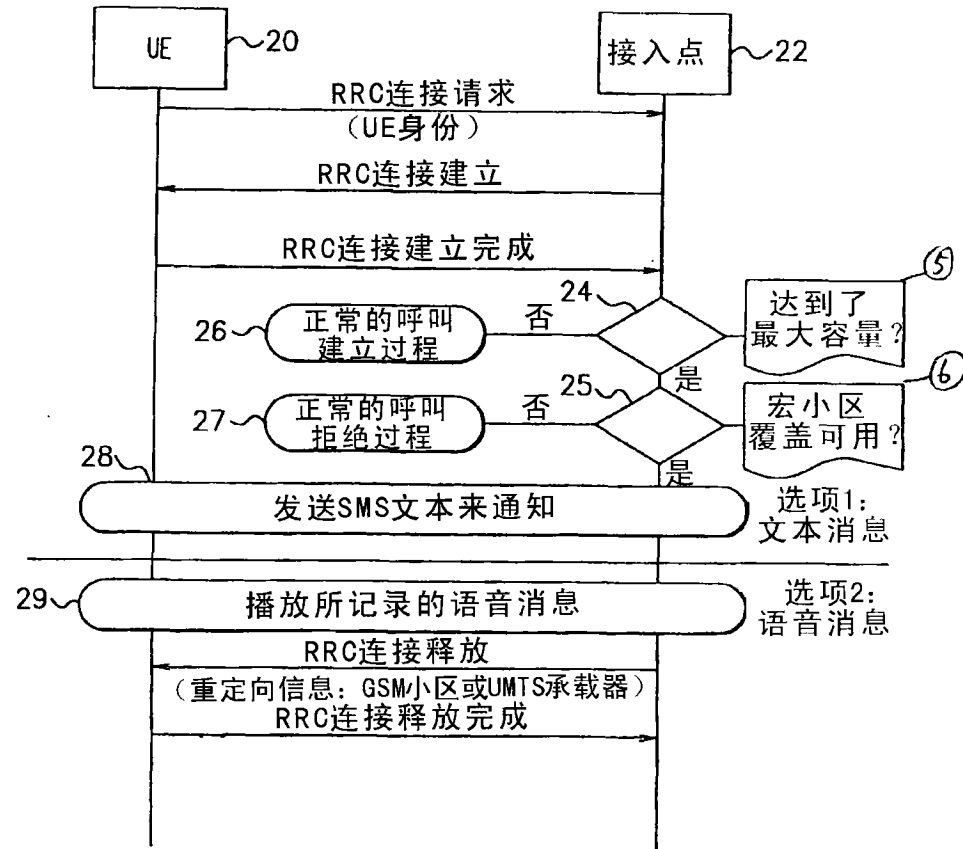 UE
20
接入点
22
RRC连接请求
(UE身份)
RRC连接建立
RRC连接建立完成
24
⑤
达到了
最大容量?
26
正常的呼叫
建立过程
否
是
25
⑥
宏小区
覆盖可用?
27
正常的呼叫
拒绝过程
否
是
28
发送SMS文本来通知
选项1:
文本消息
29
播放所记录的语音消息
选项2:
语音消息
RRC连接释放
(重定向信息: GSM小区或UMTS承载器)
RRC连接释放完成